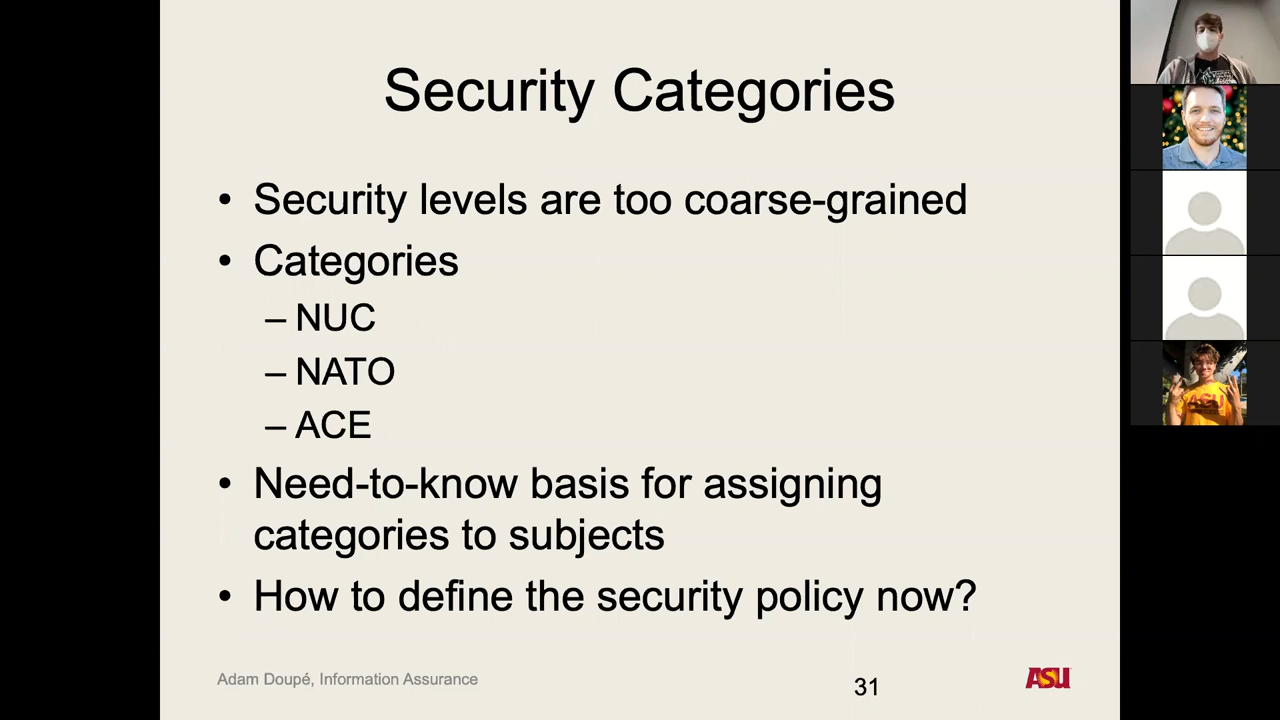 Security Categories
• Security levels are too coarse-grained
• Categories
– NUC
– NATO
– ACE
• Need-to-know basis for assigning
categories to subjects
• How to define the security policy now?
Adam Doupé, Information Assurance
31
ASU
ASU